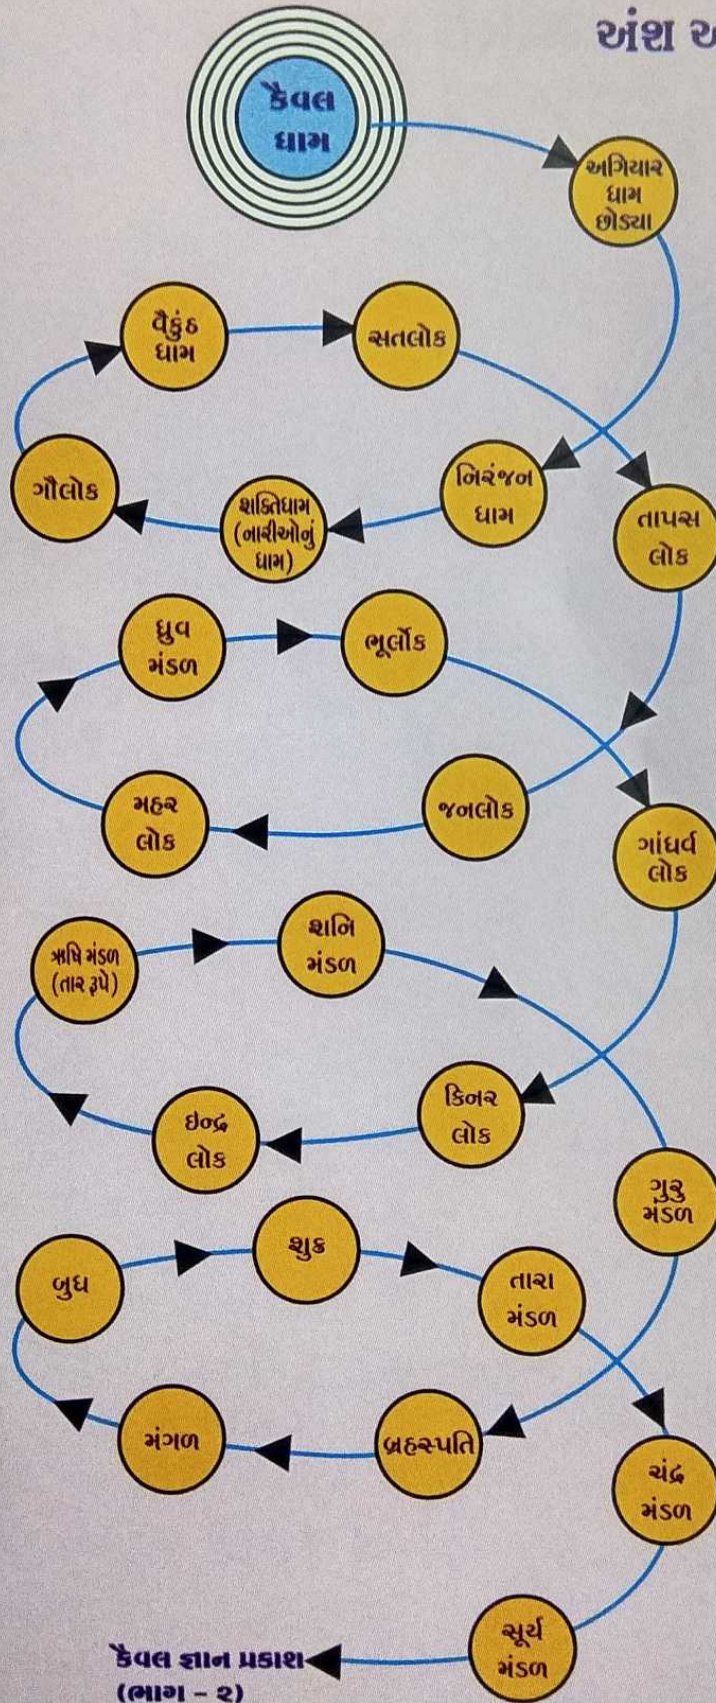 અંશ અ
કૈવલ
ધામ
અગિયાર
ધામ
છોડ્યા
નિરંજન
ધામ
શક્તિધામ
(નારીઓનું
ધામ)
ગૌલોક
વૈકુંઠ
ધામ
સતલોક
તાપસ
લોક
જનલોક
મહર
લોક
ધ્રુવ
મંડળ
ભૂર્લોક
ગાંધર્વ
લોક
કિનર
લોક
ઇન્દ્ર
લોક
ઋષિ મંડળ
(તાર રૂપે)
શનિ
મંડળ
ગુરુ
મંડળ
બ્રહસ્પતિ
મંગળ
બુધ
શુક્ર
તારા
મંડળ
ચંદ્ર
મંડળ
સૂર્ય
મંડળ
કૈવલ જ્ઞાન પ્રકાશ
(ભાગ - ૨)